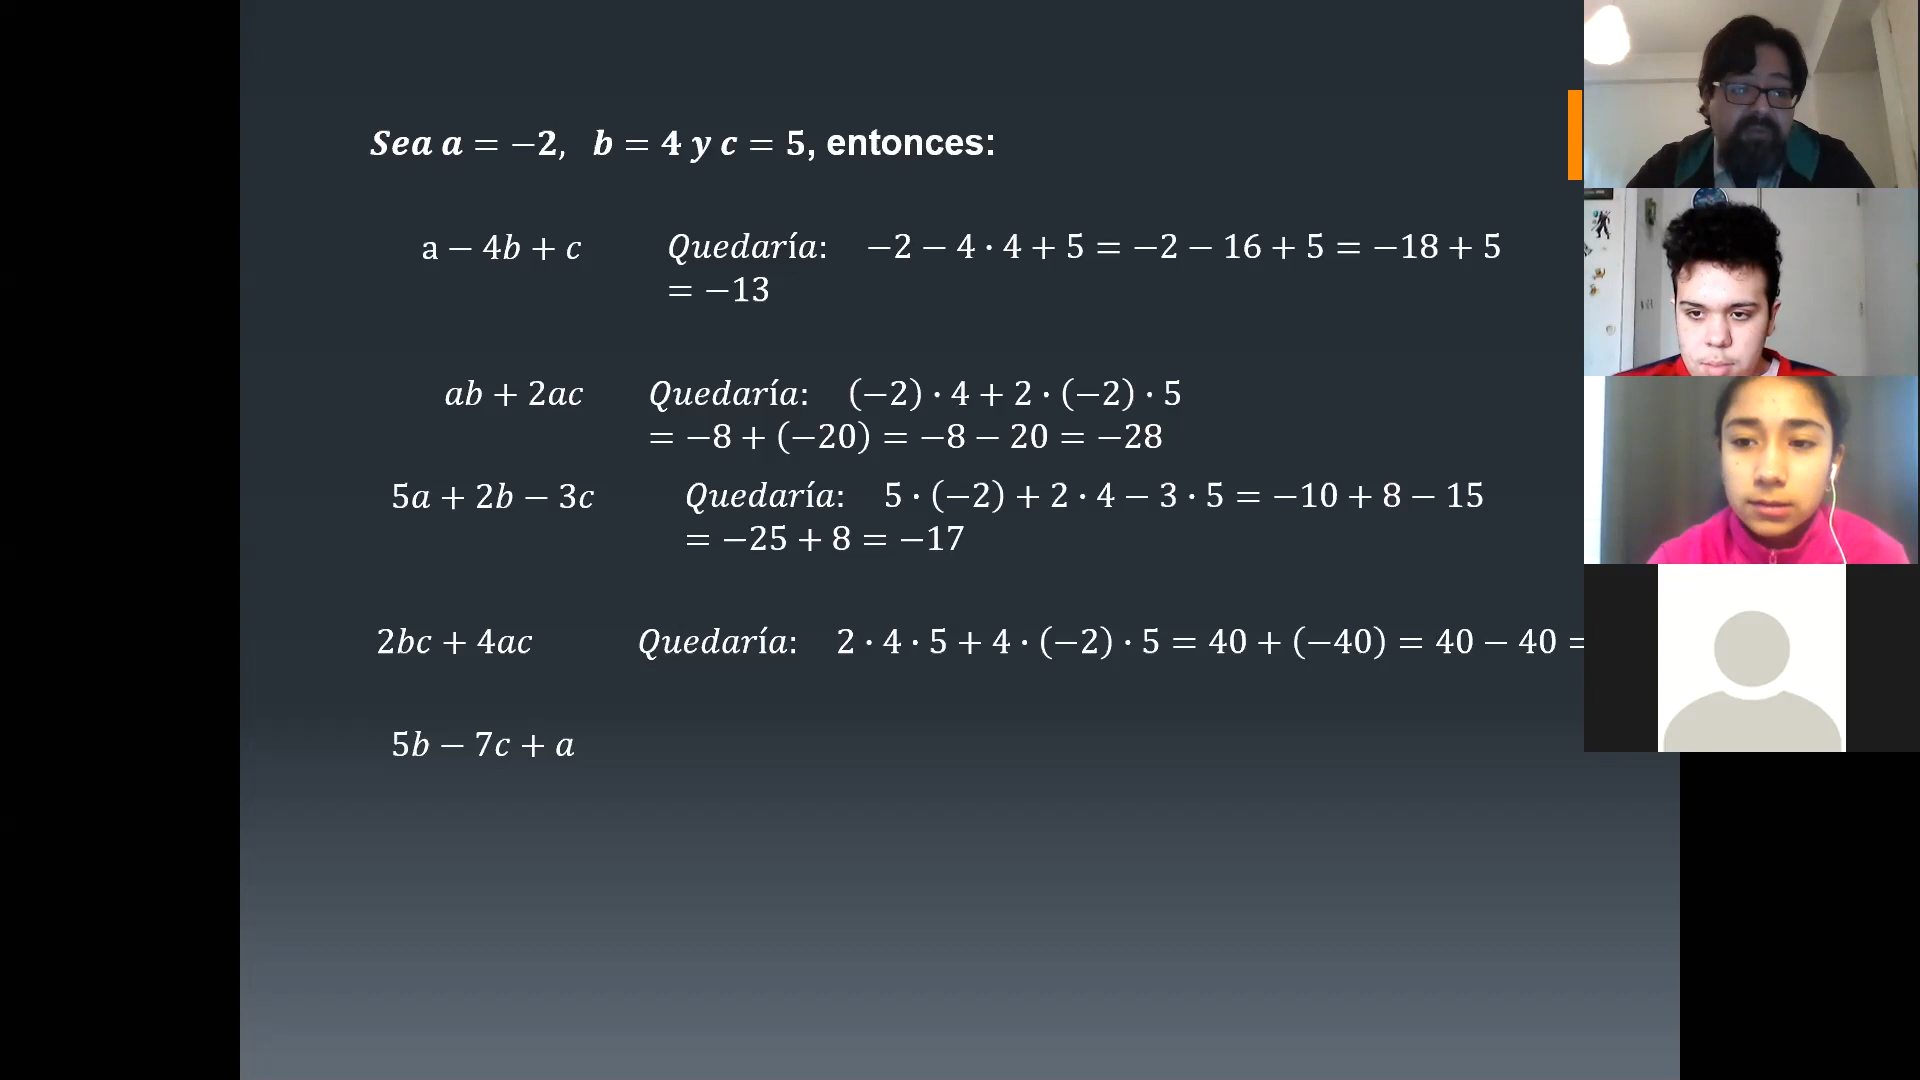 Sea a = −2, b = 4 y c = 5, entonces:
a − 4b + c Quedaría: −2 − 4 · 4 + 5 = −2 − 16 + 5 = −18 + 5
= −13
ab + 2ac Quedaría: (−2) · 4 + 2 · (−2) · 5
= −8 + (−20) = −8 − 20 = −28
5a + 2b − 3c Quedaría: 5 · (−2) + 2 · 4 − 3 · 5 = −10 + 8 − 15
= −25 + 8 = −17
2bc + 4ac Quedaría: 2 · 4 · 5 + 4 · (−2) · 5 = 40 + (−40) = 40 − 40 =
5b − 7c + a